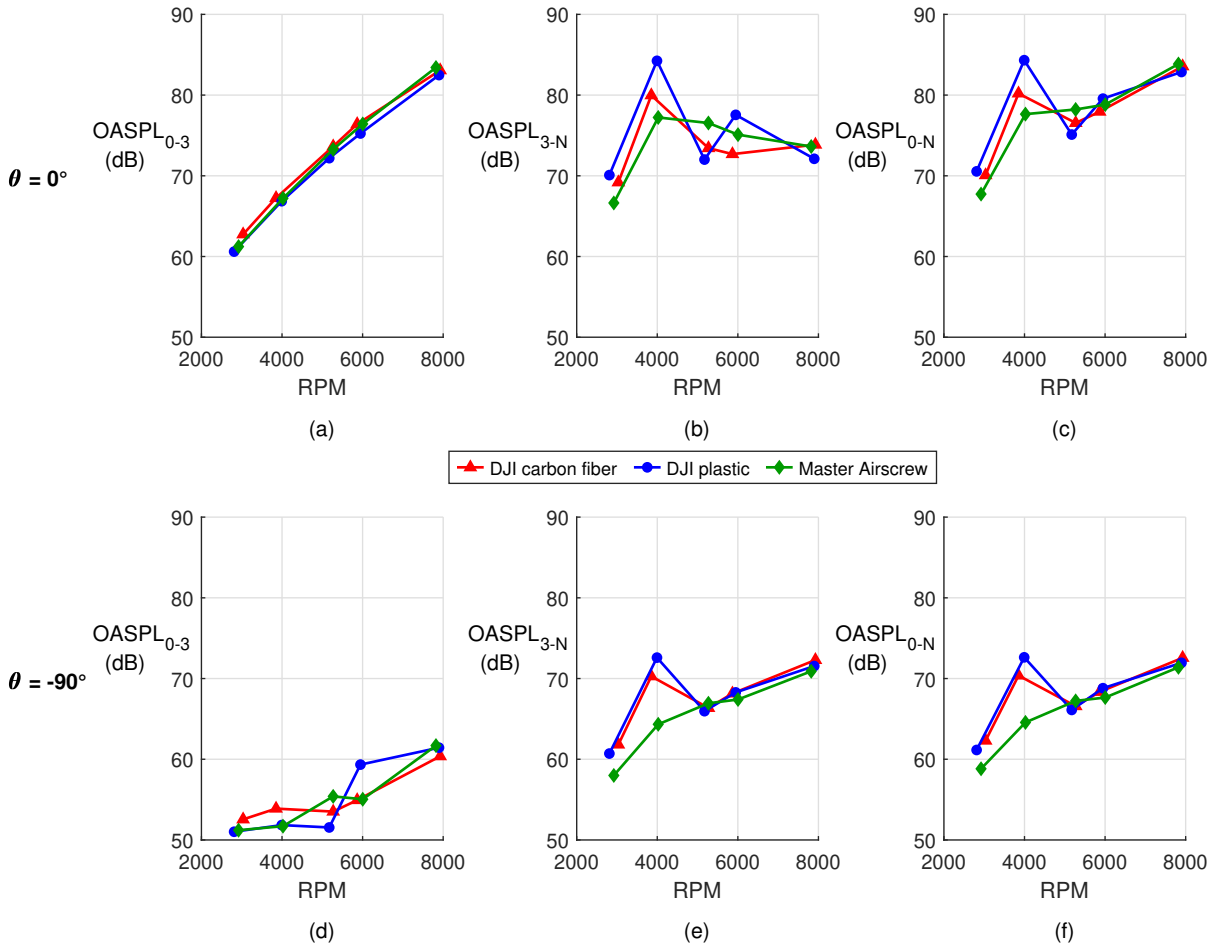 90
80
70
60
50
OASPL0-3
(dB)
2000 4000 6000 8000
RPM
(a)
90
80
70
60
50
OASPL3-N
(dB)
2000 4000 6000 8000
RPM
(b)
90
80
70
60
50
OASPL0-N
(dB)
2000 4000 6000 8000
RPM
(c)
θ = 0°
DJI carbon fiber DJI plastic Master Airscrew
90
80
70
60
50
OASPL0-3
(dB)
2000 4000 6000 8000
RPM
(d)
90
80
70
60
50
OASPL3-N
(dB)
2000 4000 6000 8000
RPM
(e)
90
80
70
60
50
OASPL0-N
(dB)
2000 4000 6000 8000
RPM
(f)
θ = -90°